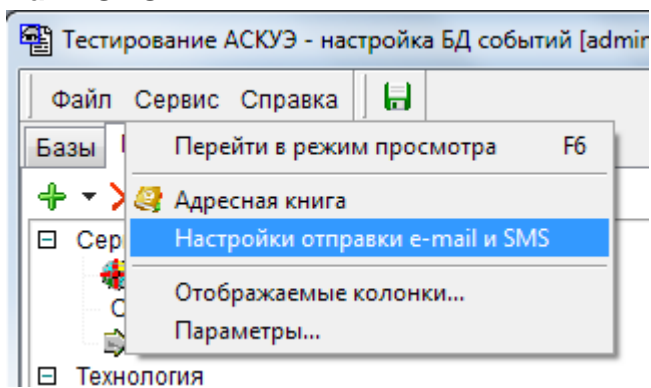 Тестирование АСКУЭ - настройка БД событий [admin
Файл Сервис Справка
Базы
Перейти в режим просмотра F6
Адресная книга
Настройки отправки e-mail и SMS
Отображаемые колонки...
Параметры...
Технология